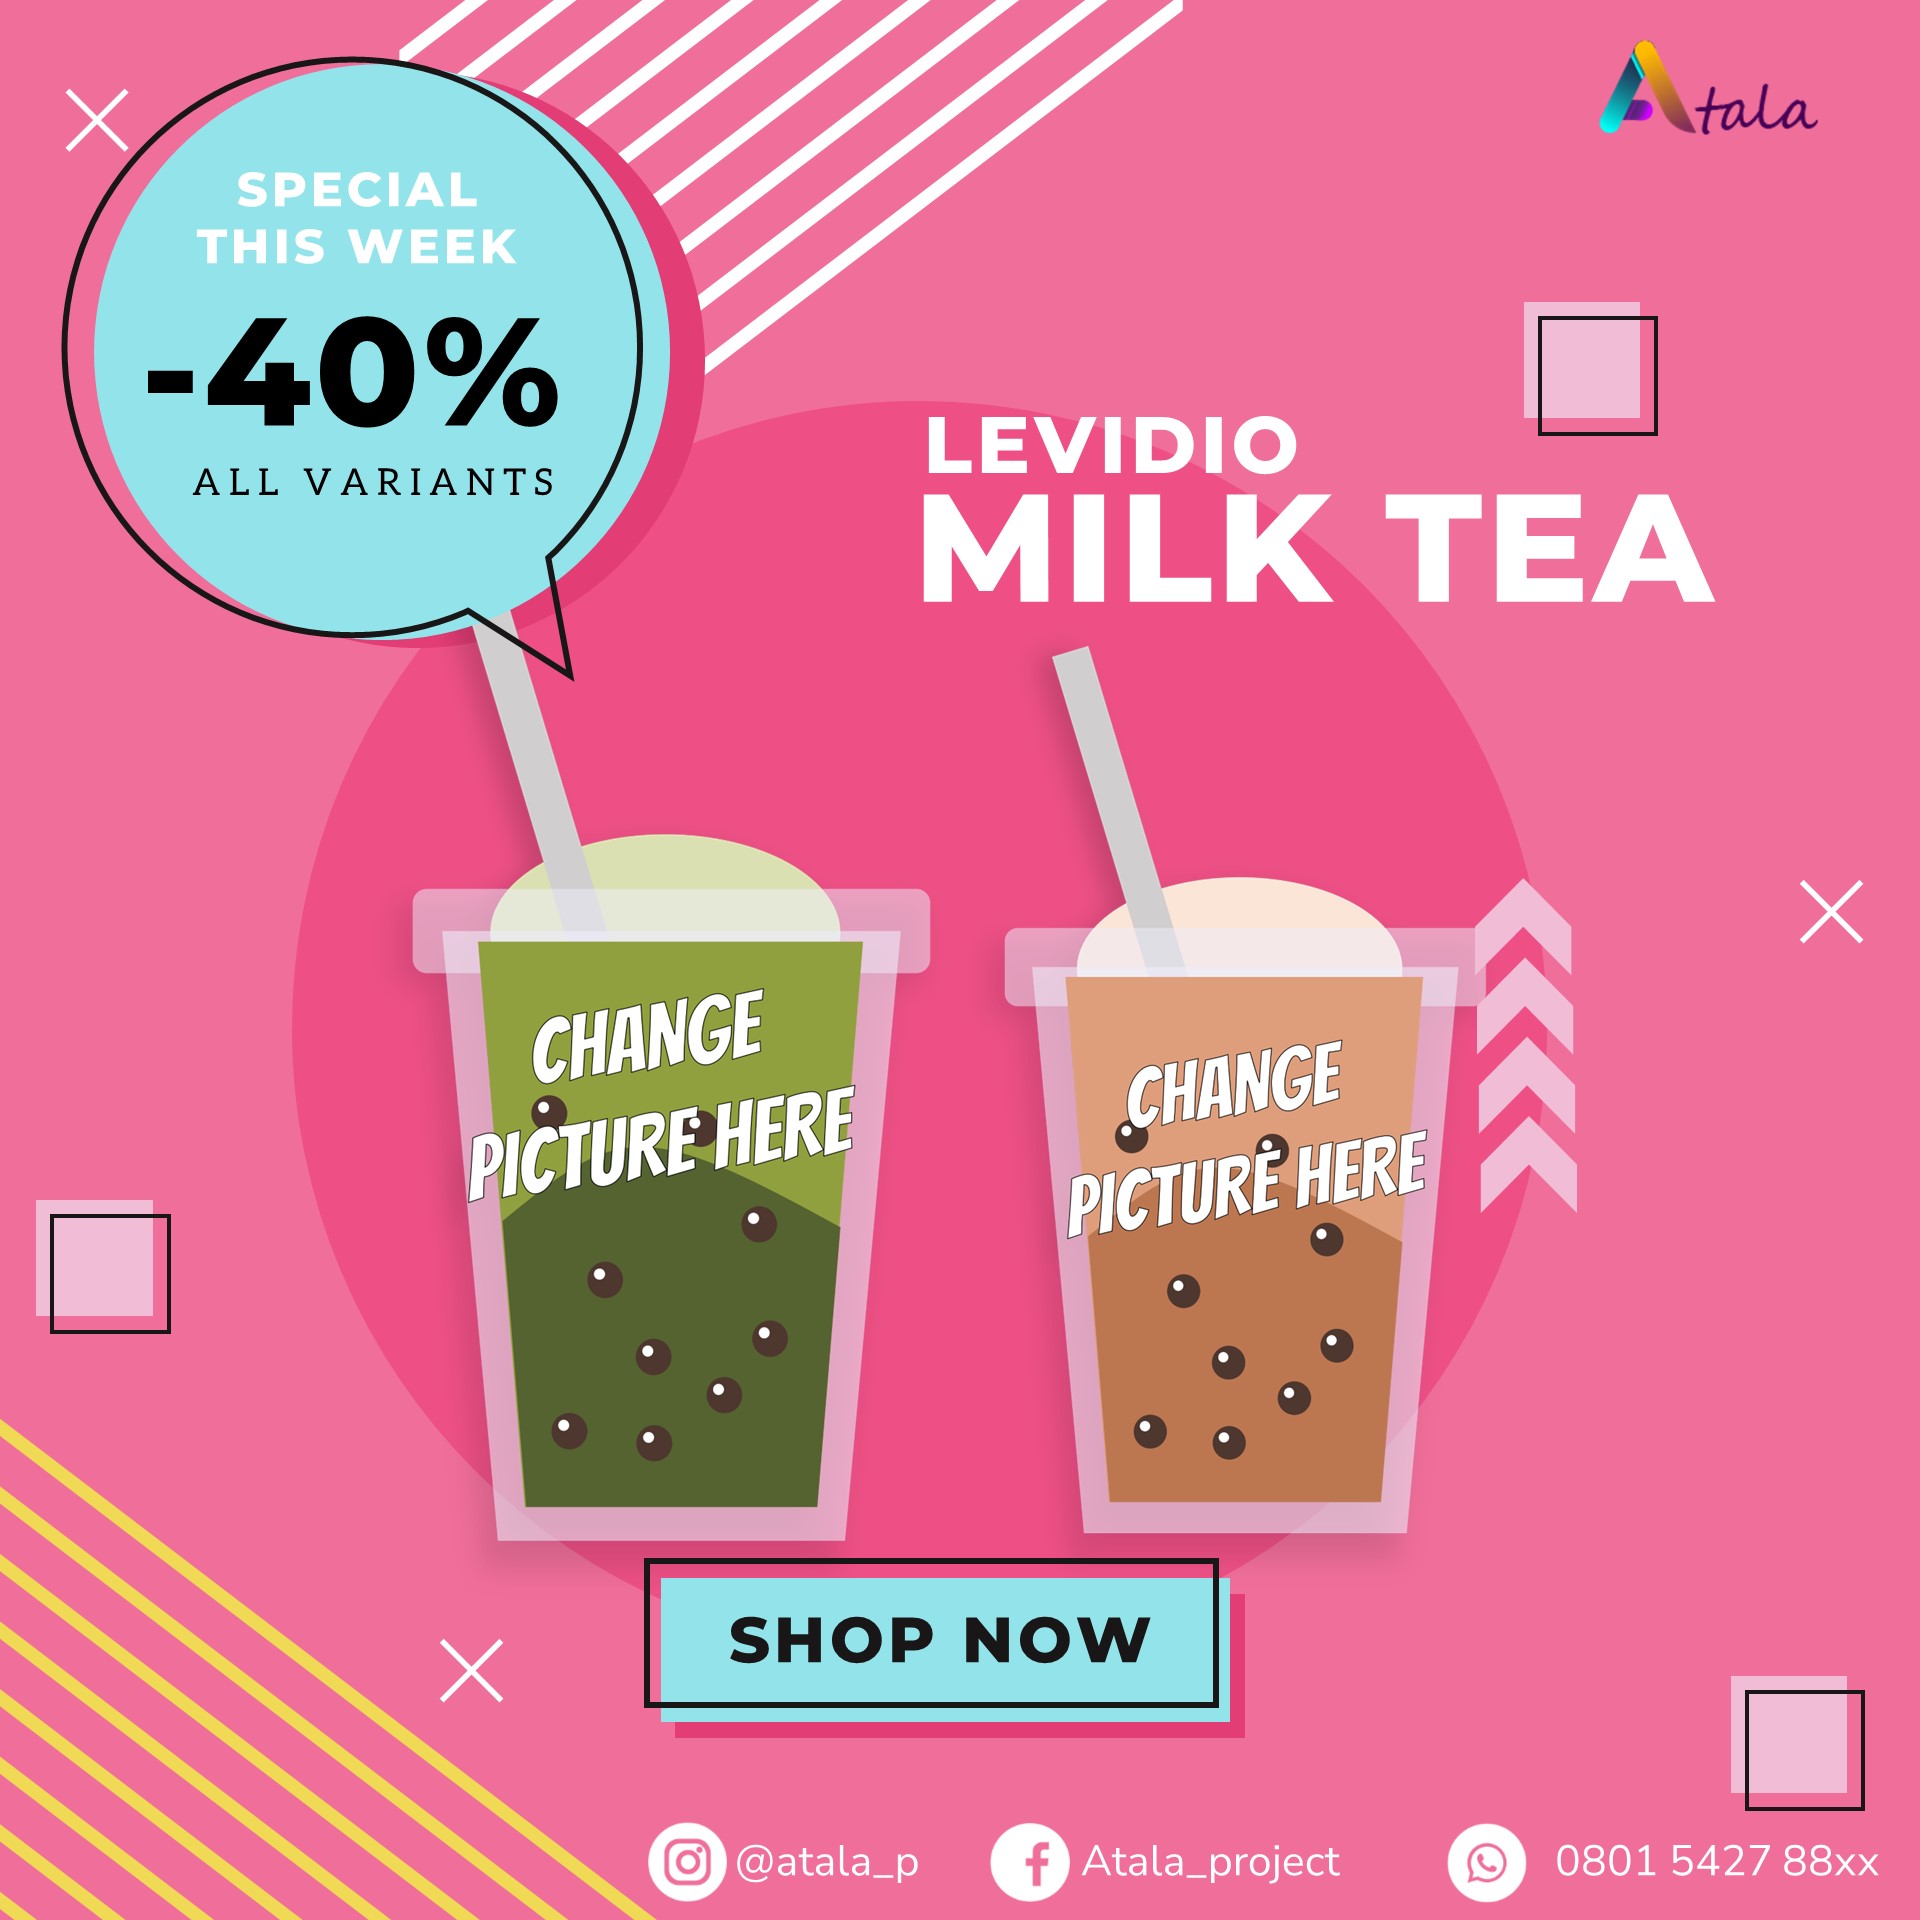 Atala
SPECIAL
THIS WEEK
-40%
ALL VARIANTS
LEVIDIO
MILK TEA
CHANGE
PICTURE HERE
CHANGE
PICTURE HERE
SHOP NOW
@atala_p
Atala_project
0801 5427 88xx